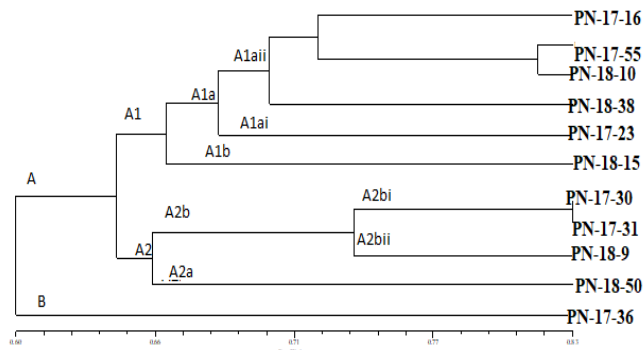 PN-17-16
A1aii
PN-17-55
PN-18-10
A1a
PN-18-38
A1
A1ai
PN-17-23
A1b
PN-18-15
A
A2bi
PN-17-30
A2b
PN-17-31
A2bii
A2
PN-18-9
A2a
PN-18-50
B
PN-17-36
0.60 0.66 0.71 0.77 0.83